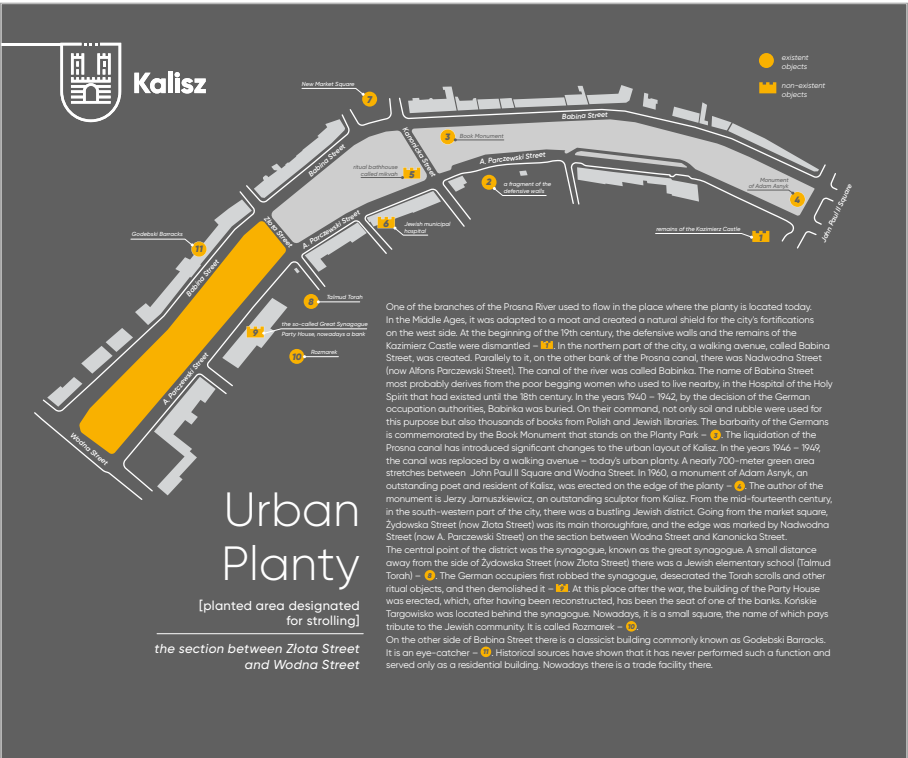 Kalisz
existent
objects
non-existent
objects
New Market Square
7
Babina Street
Kanonicka Street
3
Book Monument
Babina Street
A. Parczewski Street
ritual bathhouse
called mikvah
5
2
a fragment of the
defensive walls
Monument
of Adam Asnyk
4
John Paul II Square
Złota Street
A. Parczewski Street
6
Jewish municipal
hospital
remains of the Kazimierz Castle
1
Godebski Barracks
11
Babina Street
8
Talmud Torah
9
the so-called Great Synagogue
Party House, nowadays a bank
10
Rozmarek
A. Parczewski Street
Wodna Street
One of the branches of the Prosna River used to flow in the place where the planty is located today.
In the Middle Ages, it was adapted to a moat and created a natural shield for the city's fortifications
on the west side. At the beginning of the 19th century, the defensive walls and the remains of the
Kazimierz Castle were dismantled – 1. In the northern part of the city, a walking avenue, called Babina
Street, was created. Parallely to it, on the other bank of the Prosna canal, there was Nadwodna Street
(now Alfons Parczewski Street). The canal of the river was called Babinka. The name of Babina Street
most probably derives from the poor begging women who used to live nearby, in the Hospital of the Holy
Spirit that had existed until the 18th century. In the years 1940 – 1942, by the decision of the German
occupation authorities, Babinka was buried. On their command, not only soil and rubble were used for
this purpose but also thousands of books from Polish and Jewish libraries. The barbarity of the Germans
is commemorated by the Book Monument that stands on the Planty Park – 3. The liquidation of the
Prosna canal has introduced significant changes to the urban layout of Kalisz. In the years 1946 – 1949,
the canal was replaced by a walking avenue – today's urban planty. A nearly 700-meter green area
stretches between John Paul II Square and Wodna Street. In 1960, a monument of Adam Asnyk, an
outstanding poet and resident of Kalisz, was erected on the edge of the planty – 4. The author of the
monument is Jerzy Jarnuszkiewicz, an outstanding sculptor from Kalisz. From the mid-fourteenth century,
in the south-western part of the city, there was a bustling Jewish district. Going from the market square,
Żydowska Street (now Złota Street) was its main thoroughfare, and the edge was marked by Nadwodna
Street (now A. Parczewski Street) on the section between Wodna Street and Kanonicka Street.
The central point of the district was the synagogue, known as the great synagogue. A small distance
away from the side of Żydowska Street (now Złota Street) there was a Jewish elementary school (Talmud
Torah) – 8. The German occupiers first robbed the synagogue, desecrated the Torah scrolls and other
ritual objects, and then demolished it – 9. At this place after the war, the building of the Party House
was erected, which, after having been reconstructed, has been the seat of one of the banks. Końskie
Targowisko was located behind the synagogue. Nowadays, it is a small square, the name of which pays
tribute to the Jewish community. It is called Rozmarek – 10.
On the other side of Babina Street there is a classicist building commonly known as Godebski Barracks.
It is an eye-catcher – 11. Historical sources have shown that it has never performed such a function and
served only as a residential building. Nowadays there is a trade facility there.
Urban
Planty
[planted area designated
for strolling]
the section between Złota Street
and Wodna Street